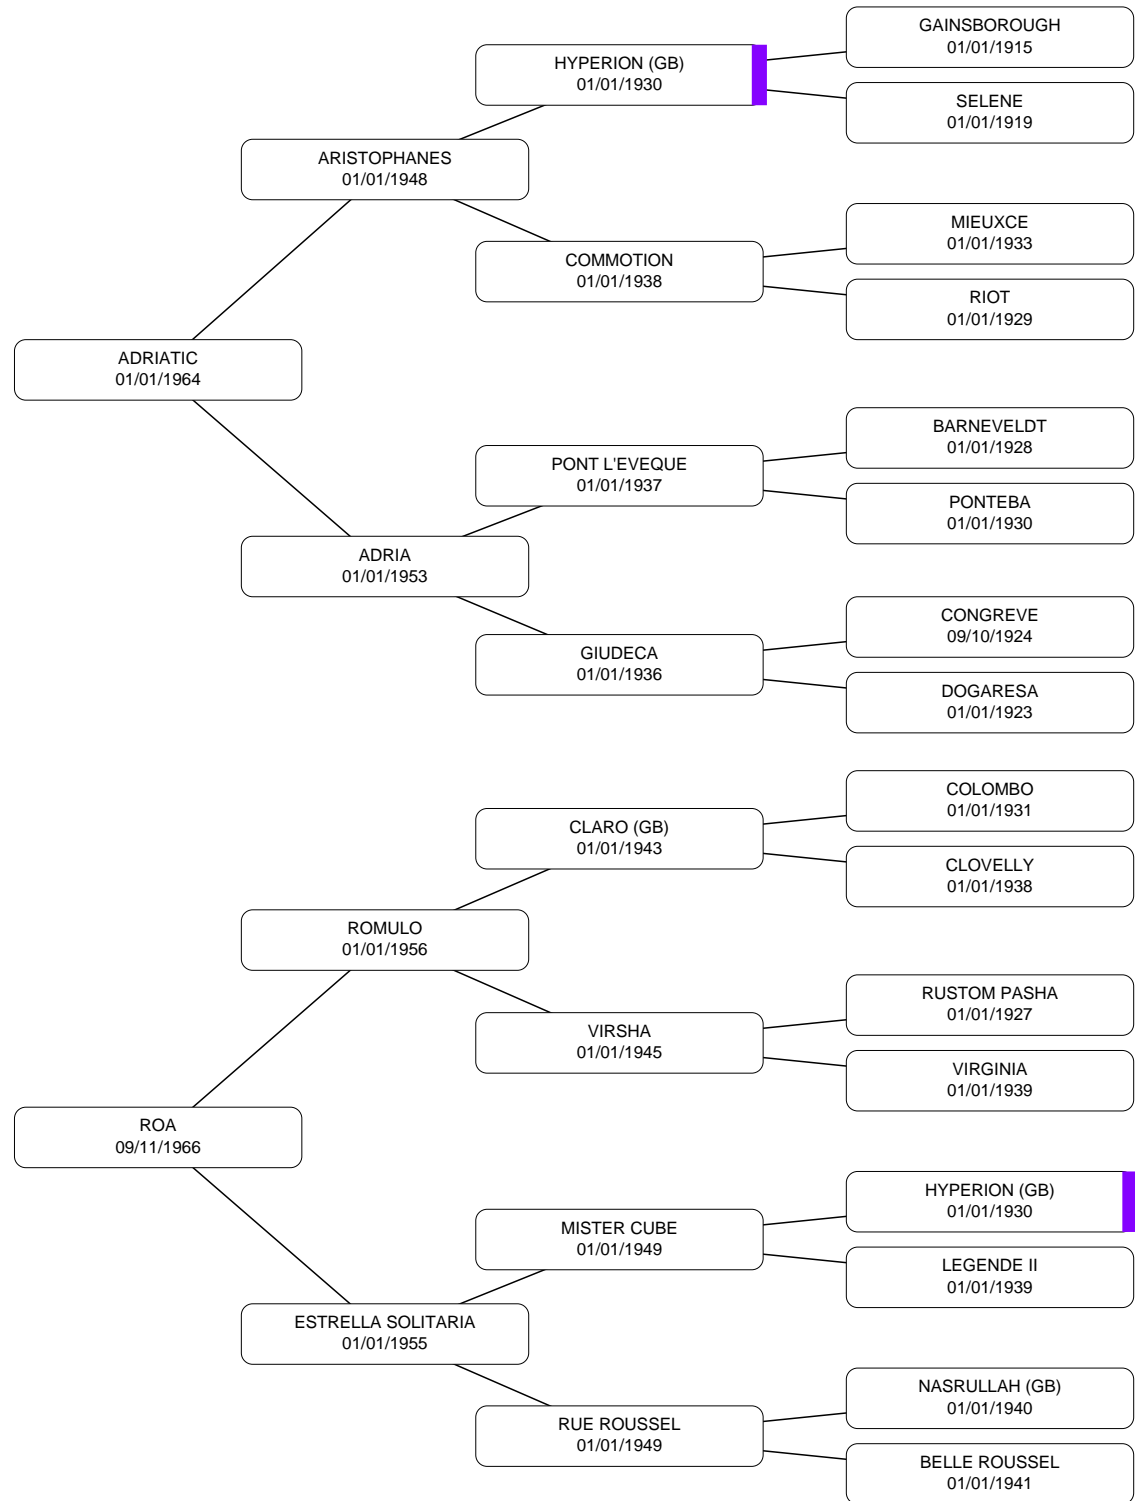 GAINSBOROUGH
01/01/1915
HYPERION (GB)
01/01/1930
SELENE
01/01/1919
ARISTOPHANES
01/01/1948
MIEUXCE
01/01/1933
COMMOTION
01/01/1938
RIOT
01/01/1929
ADRIATIC
01/01/1964
BARNEVELDT
01/01/1928
PONT L'EVEQUE
01/01/1937
PONTEBA
01/01/1930
ADRIA
01/01/1953
CONGREVE
09/10/1924
GIUDECA
01/01/1936
DOGARESA
01/01/1923
COLOMBO
01/01/1931
CLARO (GB)
01/01/1943
CLOVELLY
01/01/1938
ROMULO
01/01/1956
RUSTOM PASHA
01/01/1927
VIRSHA
01/01/1945
VIRGINIA
01/01/1939
ROA
09/11/1966
HYPERION (GB)
01/01/1930
MISTER CUBE
01/01/1949
LEGENDE II
01/01/1939
ESTRELLA SOLITARIA
01/01/1955
NASRULLAH (GB)
01/01/1940
RUE ROUSSEL
01/01/1949
BELLE ROUSSEL
01/01/1941